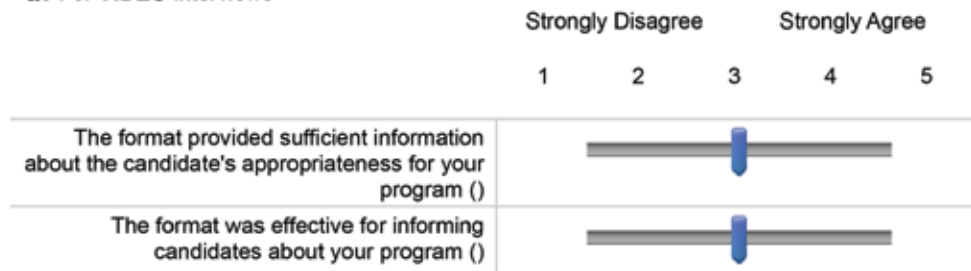 Strongly Disagree Strongly Agree
1 2 3 4 5
The format provided sufficient information
about the candidate's appropriateness for your
program ()
The format was effective for informing
candidates about your program ()